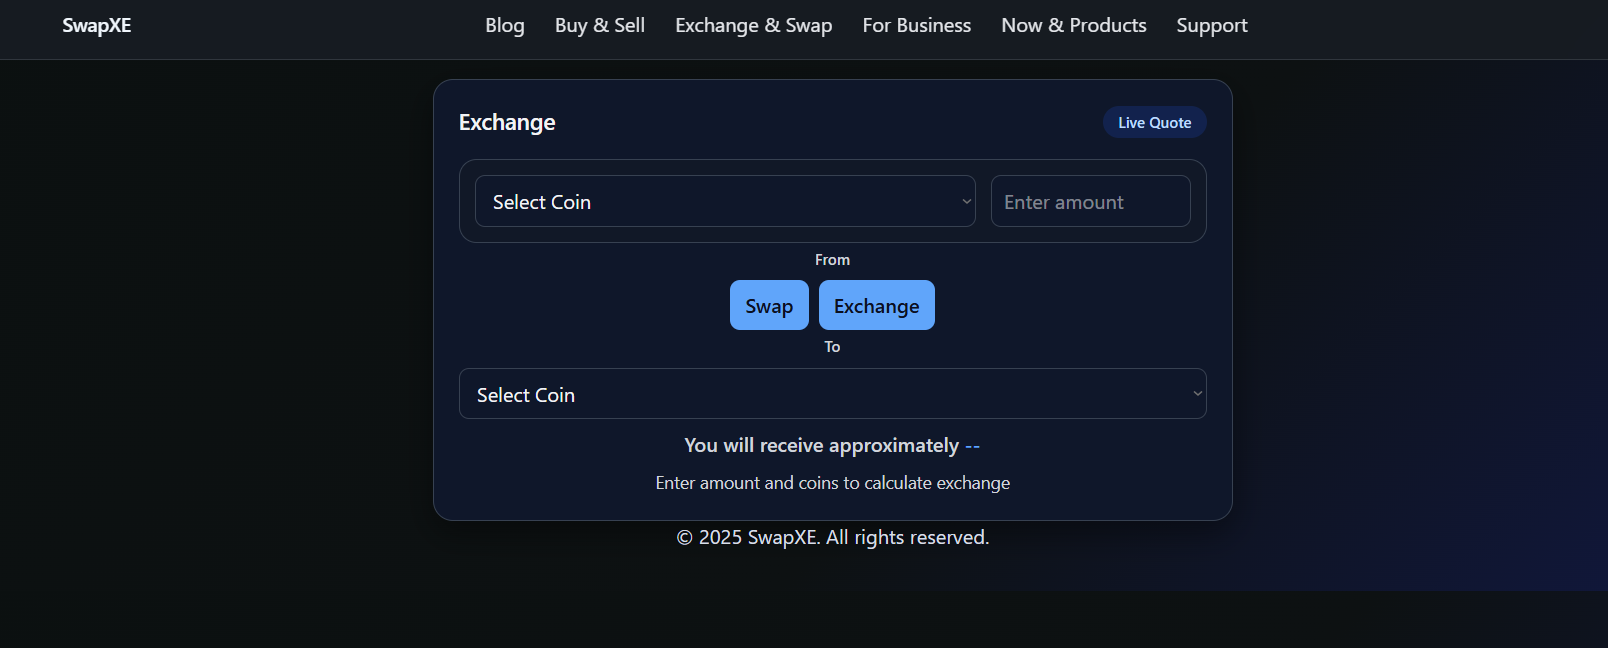 SwapXE Blog Buy & Sell Exchange & Swap For Business Now & Products Support
Exchange Live Quote
Select Coin Enter amount
From
Swap Exchange
To
Select Coin
You will receive approximately --
Enter amount and coins to calculate exchange
© 2025 SwapXE. All rights reserved.